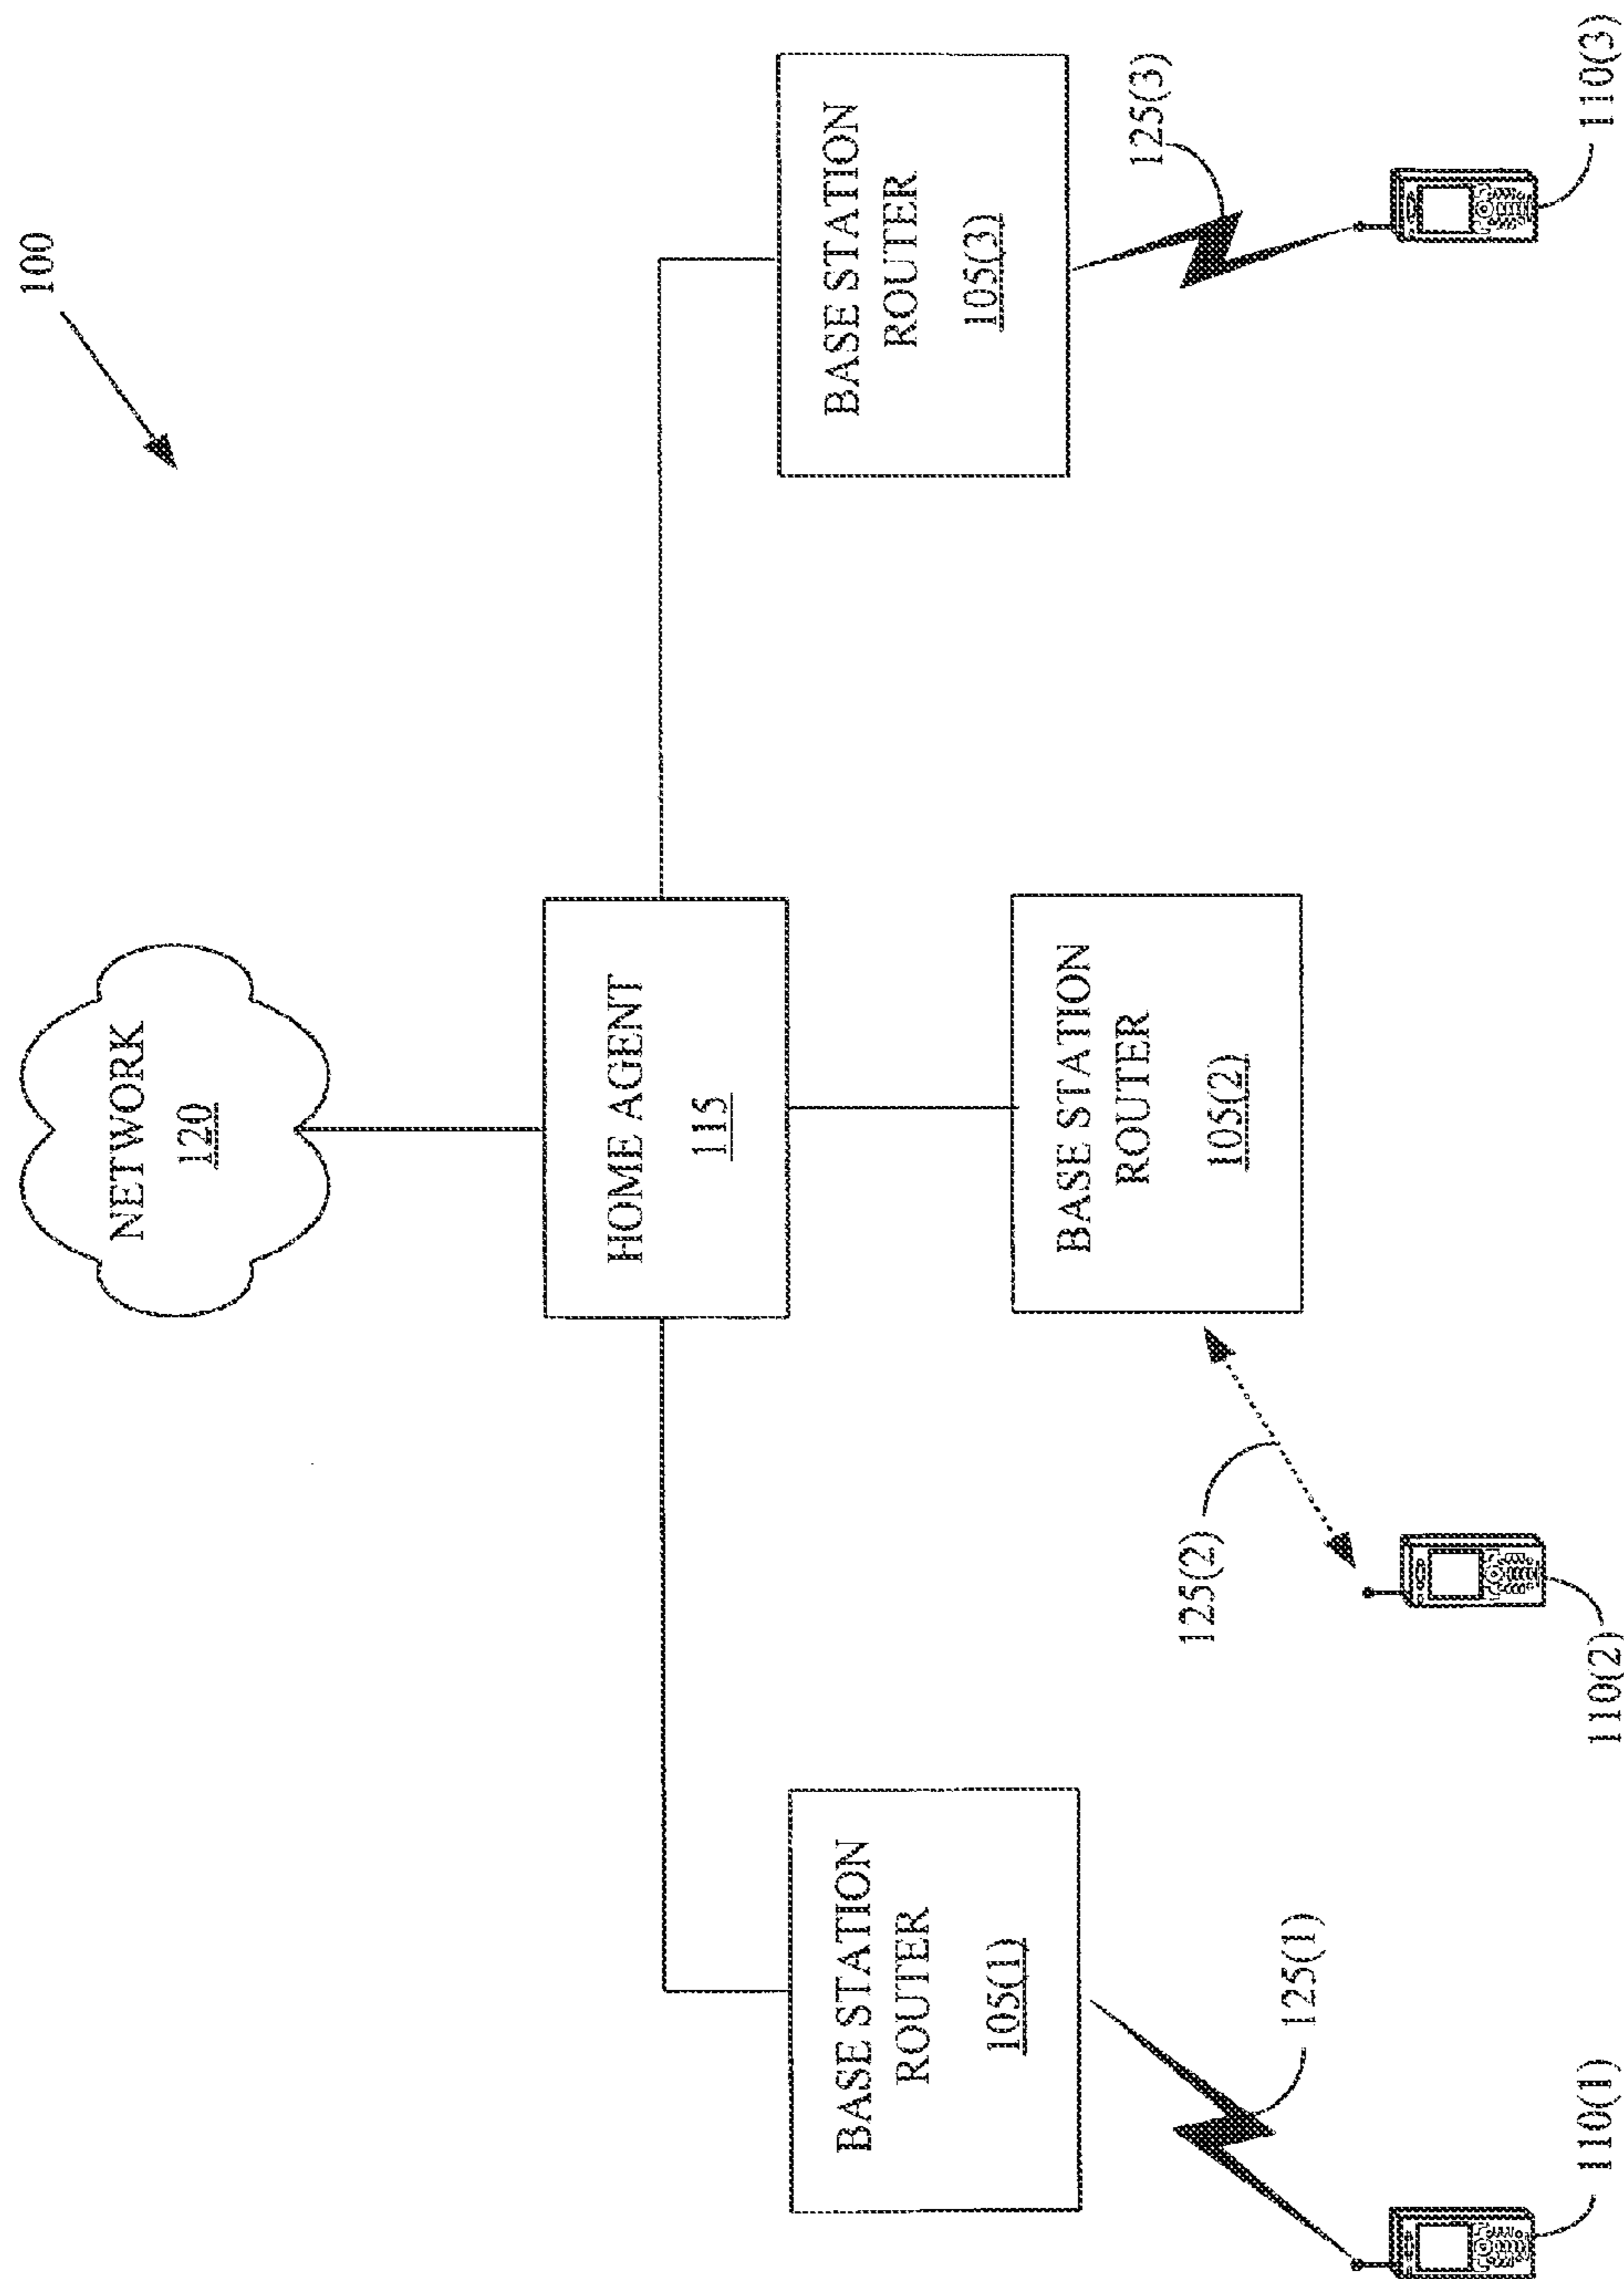 100
NETWORK
120
HOME AGENT
115
BASE STATION
ROUTER
105(1)
BASE STATION
ROUTER
105(2)
BASE STATION
ROUTER
105(3)
125(1)
125(2)
125(3)
110(1)
110(2)
110(3)